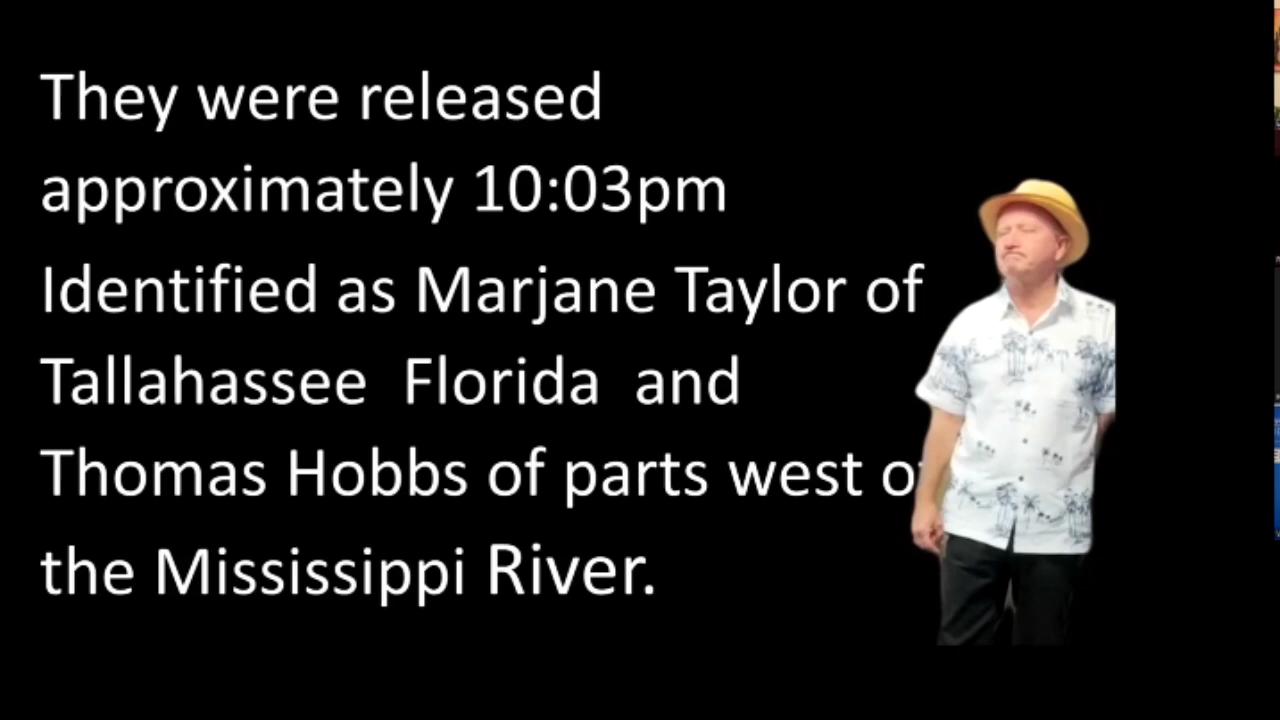 They were released
approximately 10:03pm
Identified as Marjane Taylor of
Tallahassee  Florida  and
Thomas Hobbs of parts west of
the Mississippi River.